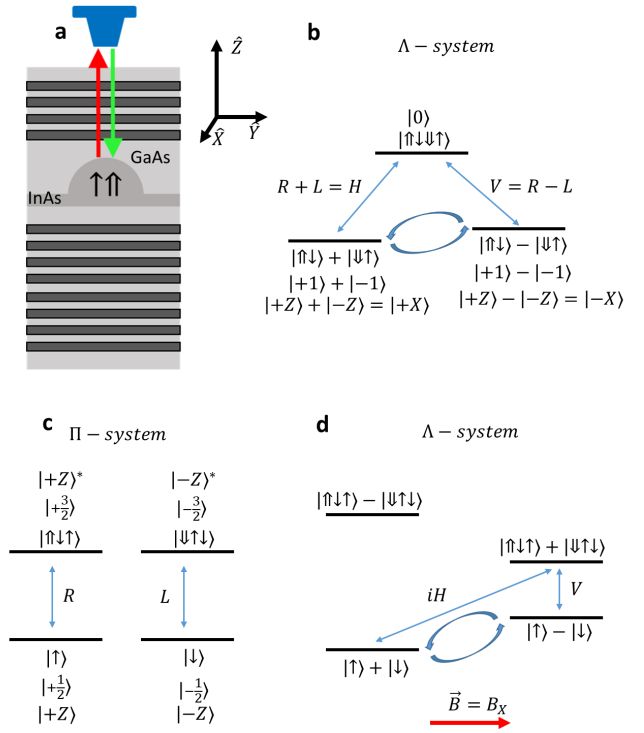 a
Ẑ
Ŷ
X̂
GaAs
InAs
↑⇑
b
Λ − system
|0⟩
|⇑↓⇓↑⟩
R + L = H
V = R − L
|⇑↓⟩ + |⇓↑⟩
|+1⟩ + |−1⟩
|+Z⟩ + |−Z⟩ = |+X⟩
|⇑↓⟩ − |⇓↑⟩
|+1⟩ − |−1⟩
|+Z⟩ − |−Z⟩ = |−X⟩
c
Π − system
|+Z⟩*
|+3/2⟩
|⇑↓↑⟩
R
|↑⟩
|+1/2⟩
|+Z⟩
|−Z⟩*
|−3/2⟩
|⇓↑↓⟩
L
|↓⟩
|−1/2⟩
|−Z⟩
d
Λ − system
|⇑↓↑⟩ − |⇓↑↓⟩
|⇑↓↑⟩ + |⇓↑↓⟩
iH
V
|↑⟩ − |↓⟩
|↑⟩ + |↓⟩
B⃗ = B_X